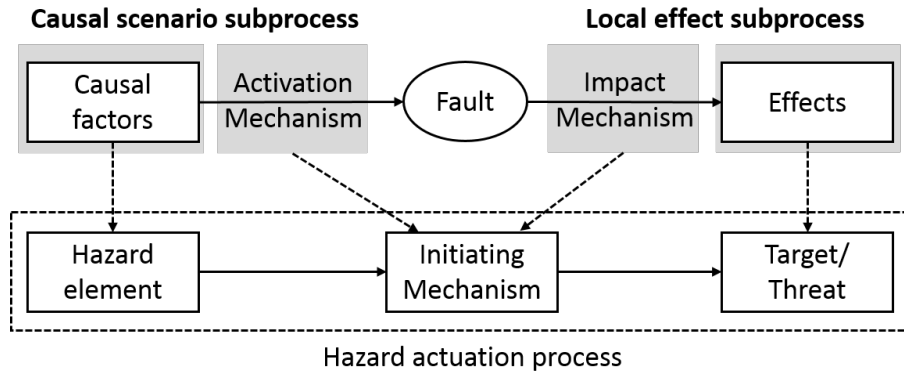 Causal scenario subprocess
Local effect subprocess
Causal
factors
Activation
Mechanism
Fault
Impact
Mechanism
Effects
Hazard
element
Initiating
Mechanism
Target/
Threat
Hazard actuation process